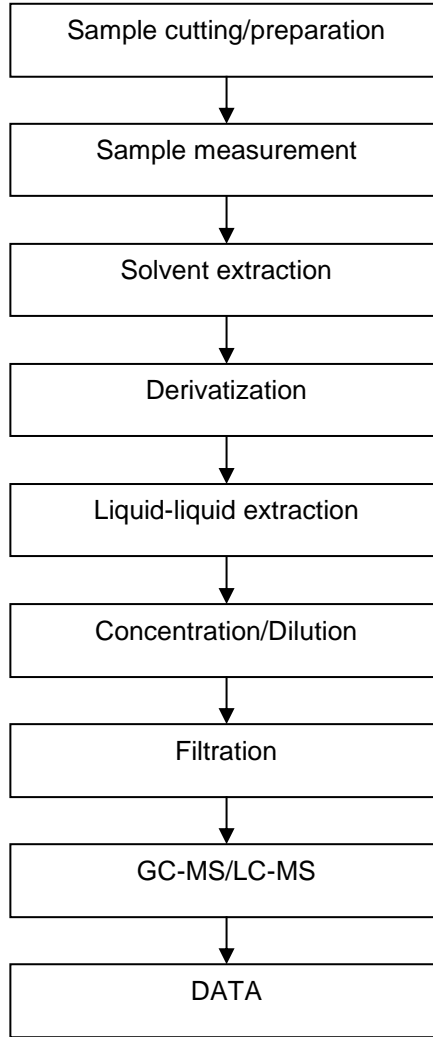 Sample cutting/preparation
Sample measurement
Solvent extraction
Derivatization
Liquid-liquid extraction
Concentration/Dilution
Filtration
GC-MS/LC-MS
DATA